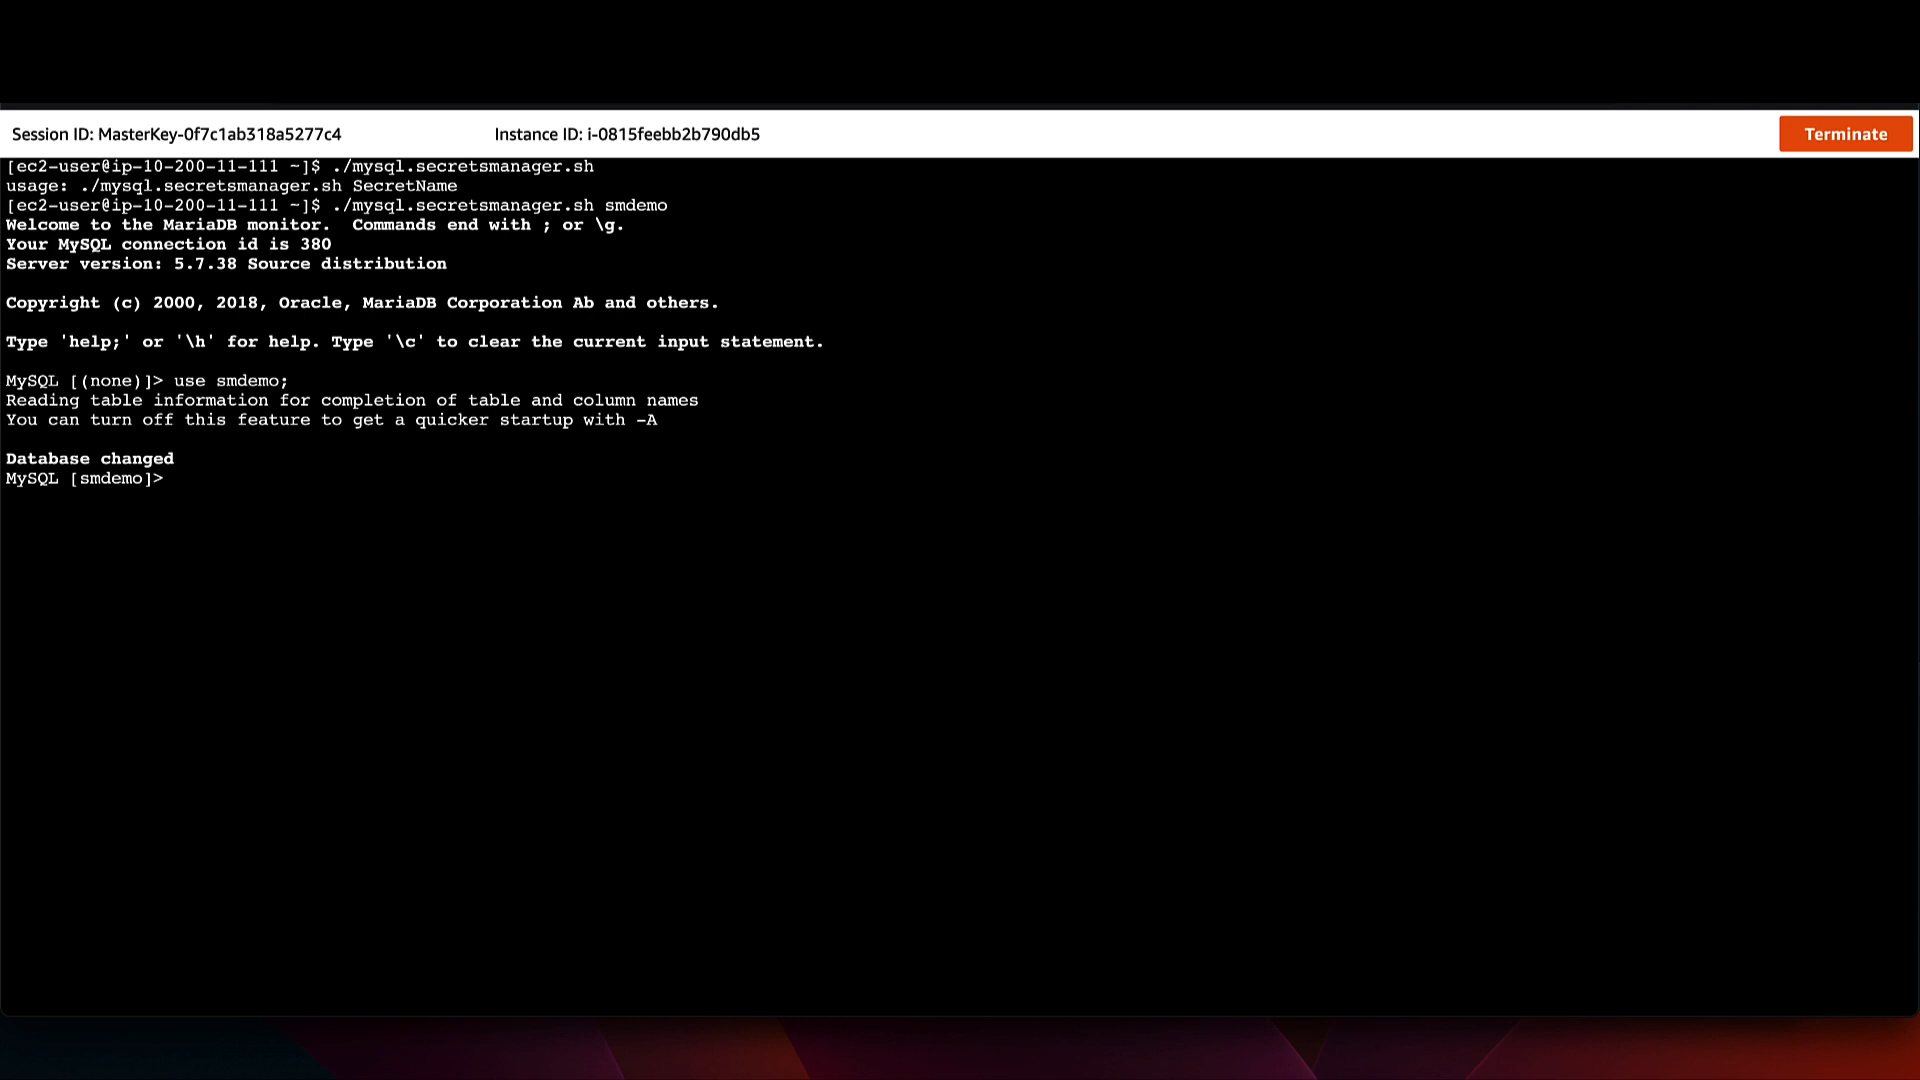 Session ID: MasterKey-0f7c1ab318a5277c4 Instance ID: i-0815feebb2b790db5 Terminate
[ec2-user@ip-10-200-11-111 ~]$ ./mysql.secretsmanager.sh
usage: ./mysql.secretsmanager.sh SecretName
[ec2-user@ip-10-200-11-111 ~]$ ./mysql.secretsmanager.sh smdemo
Welcome to the MariaDB monitor.  Commands end with ; or \g.
Your MySQL connection id is 380
Server version: 5.7.38 Source distribution
Copyright (c) 2000, 2018, Oracle, MariaDB Corporation Ab and others.
Type 'help;' or '\h' for help. Type '\c' to clear the current input statement.
MySQL [(none)]> use smdemo;
Reading table information for completion of table and column names
You can turn off this feature to get a quicker startup with -A
Database changed
MySQL [smdemo]>